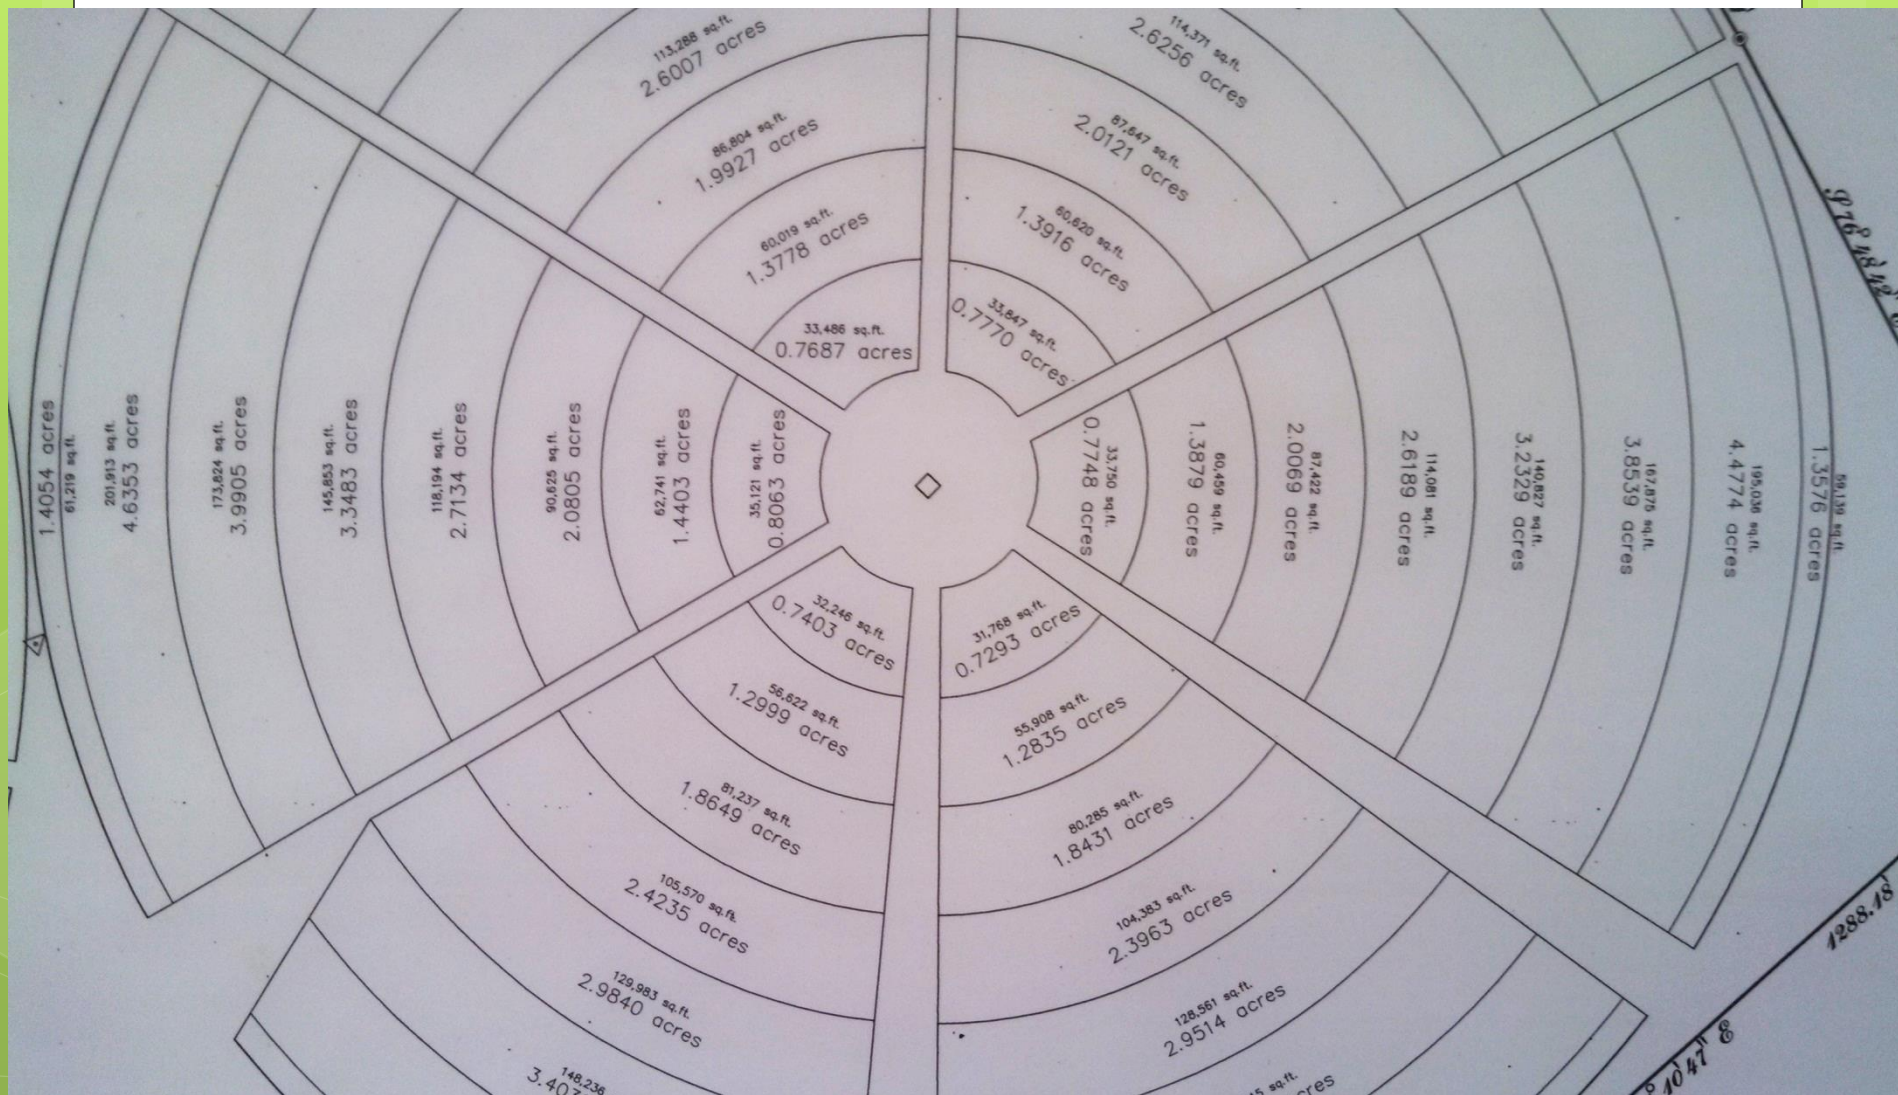 113,288 sq.ft.
2.6007 acres
86,804 sq.ft.
1.9927 acres
60,019 sq.ft.
1.3778 acres
33,486 sq.ft.
0.7687 acres
114,371 sq.ft.
2.6256 acres
87,647 sq.ft.
2.0121 acres
60,620 sq.ft.
1.3916 acres
33,847 sq.ft.
0.7770 acres
1.4054 acres
61,219 sq.ft.
201,913 sq.ft.
4.6353 acres
173,824 sq.ft.
3.9905 acres
145,853 sq.ft.
3.3483 acres
118,194 sq.ft.
2.7134 acres
90,625 sq.ft.
2.0805 acres
62,741 sq.ft.
1.4403 acres
35,121 sq.ft.
0.8063 acres
33,750 sq.ft.
0.7748 acres
60,459 sq.ft.
1.3879 acres
87,422 sq.ft.
2.0069 acres
114,081 sq.ft.
2.6189 acres
140,827 sq.ft.
3.2329 acres
167,875 sq.ft.
3.8539 acres
195,036 sq.ft.
4.4774 acres
59,139 sq.ft.
1.3576 acres
32,246 sq.ft.
0.7403 acres
56,622 sq.ft.
1.2999 acres
81,237 sq.ft.
1.8649 acres
105,570 sq.ft.
2.4235 acres
129,983 sq.ft.
2.9840 acres
148,236
31,768 sq.ft.
0.7293 acres
55,908 sq.ft.
1.2835 acres
80,285 sq.ft.
1.8431 acres
104,383 sq.ft.
2.3963 acres
128,561 sq.ft.
2.9514 acres
sq.ft.
1288.18'
10'47" E